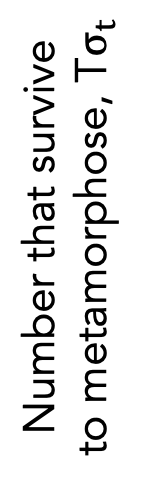 Number that survive
to metamorphose, Tσₜ